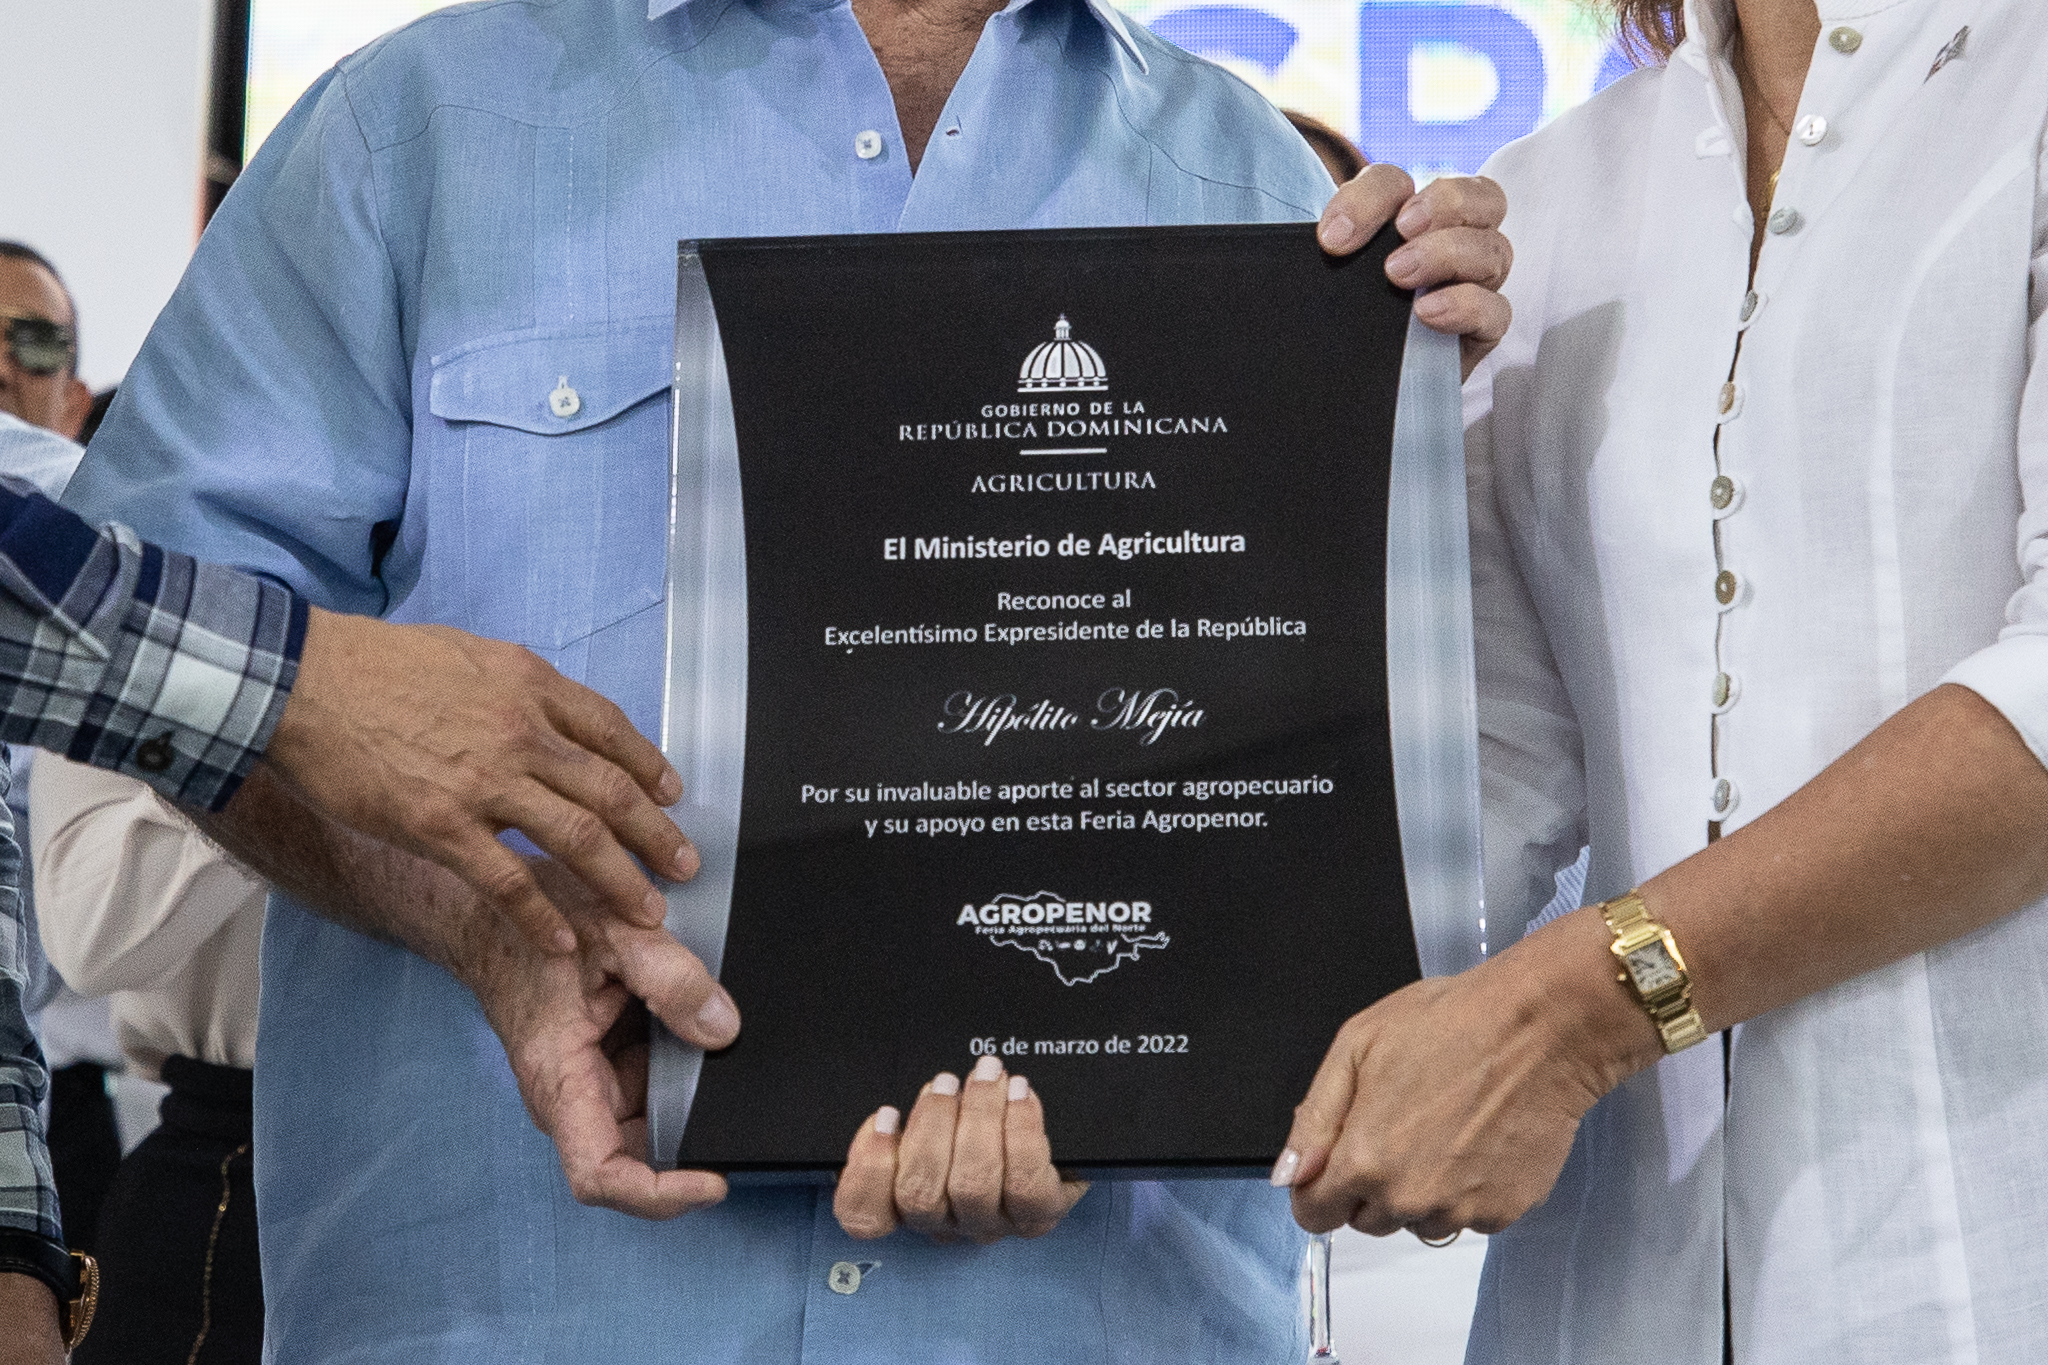 GOBIERNO DE LA
REPÚBLICA DOMINICANA
AGRICULTURA
El Ministerio de Agricultura
Reconoce al
Excelentísimo Expresidente de la República
Hipólito Mejía
Por su invaluable aporte al sector agropecuario
y su apoyo en esta Feria Agropenor.
AGROPENOR
Feria Agropecuaria del Norte
06 de marzo de 2022